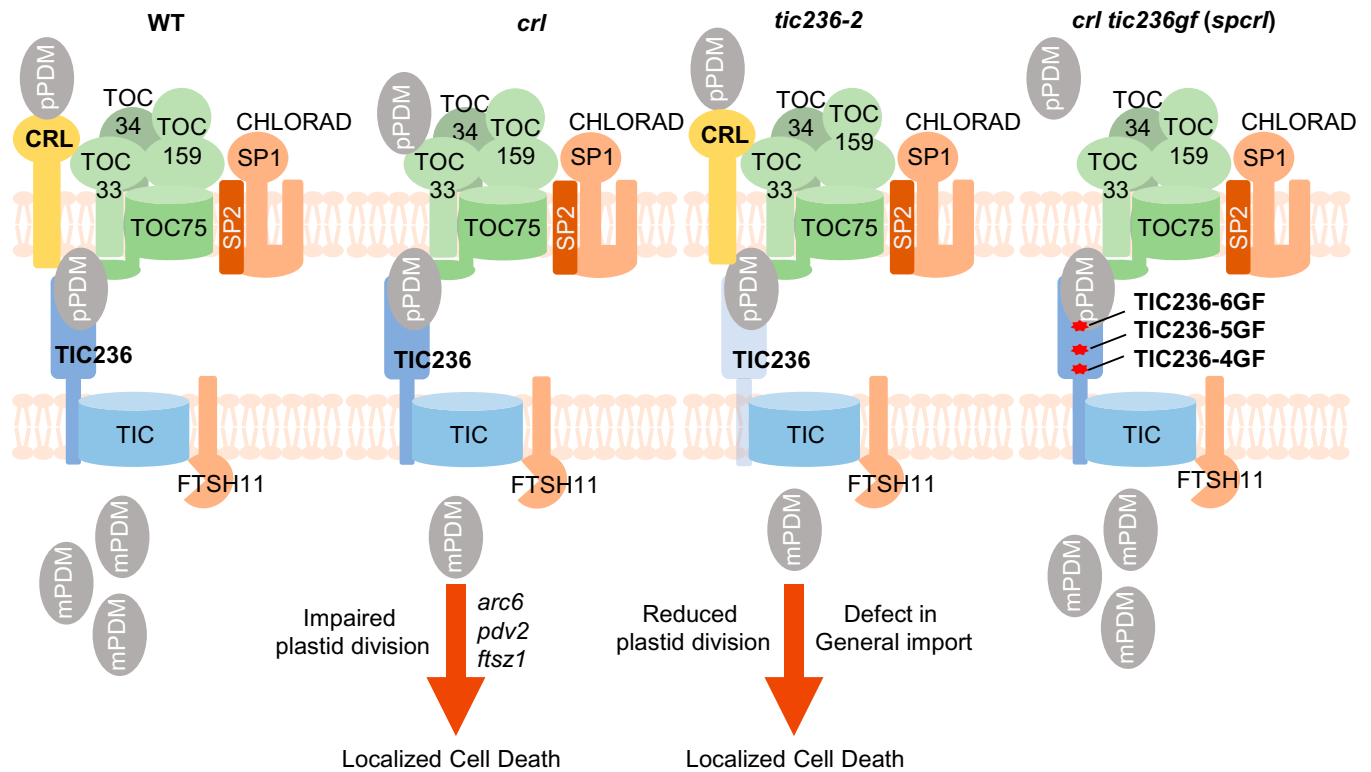 WT
pPDM
CRL
TOC
34
TOC
159
TOC
33
TOC75
CHLORAD
SP1
SP2
pPDM
TIC236
TIC
FTSH11
mPDM
mPDM
mPDM
crl
pPDM
TOC
34
TOC
159
TOC
33
TOC75
CHLORAD
SP1
SP2
pPDM
TIC236
TIC
FTSH11
mPDM
Impaired
plastid division
arc6
pdv2
ftsz1
Localized Cell Death
tic236-2
pPDM
CRL
TOC
34
TOC
159
TOC
33
TOC75
CHLORAD
SP1
SP2
pPDM
TIC236
TIC
FTSH11
mPDM
Reduced
plastid division
Defect in
General import
Localized Cell Death
crl tic236gf (spcrl)
pPDM
TOC
34
TOC
159
TOC
33
TOC75
CHLORAD
SP1
SP2
pPDM
TIC236-6GF
TIC236-5GF
TIC236-4GF
TIC
FTSH11
mPDM
mPDM
mPDM